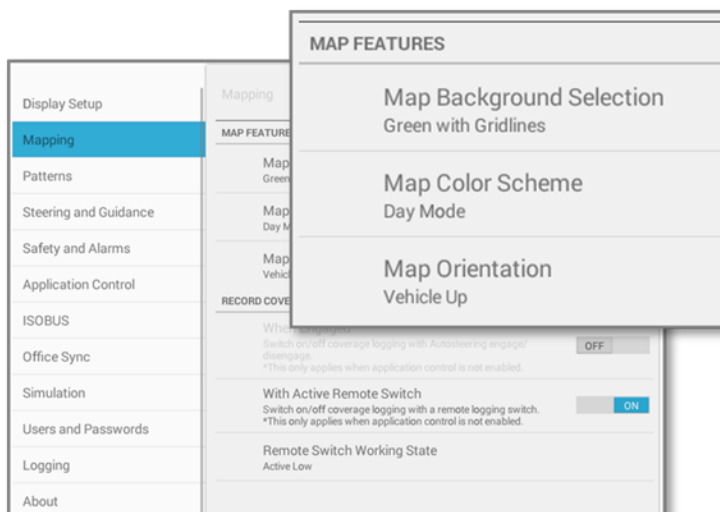 MAP FEATURES
Map Background Selection
Green with Gridlines
Map Color Scheme
Day Mode
Map Orientation
Vehicle Up
Display Setup
Mapping
Patterns
Steering and Guidance
Safety and Alarms
Application Control
ISOBUS
Office Sync
Simulation
Users and Passwords
Logging
About
Mapping
MAP FEATURE
Map
Green
Map
Day M
Map
Vehicl
RECORD COVE
When Engaged
Switch on/off coverage logging with Autosteering engage/
disengage.
*This only applies when application control is not enabled.
OFF
With Active Remote Switch
Switch on/off coverage logging with a remote logging switch.
*This only applies when application control is not enabled.
ON
Remote Switch Working State
Active Low